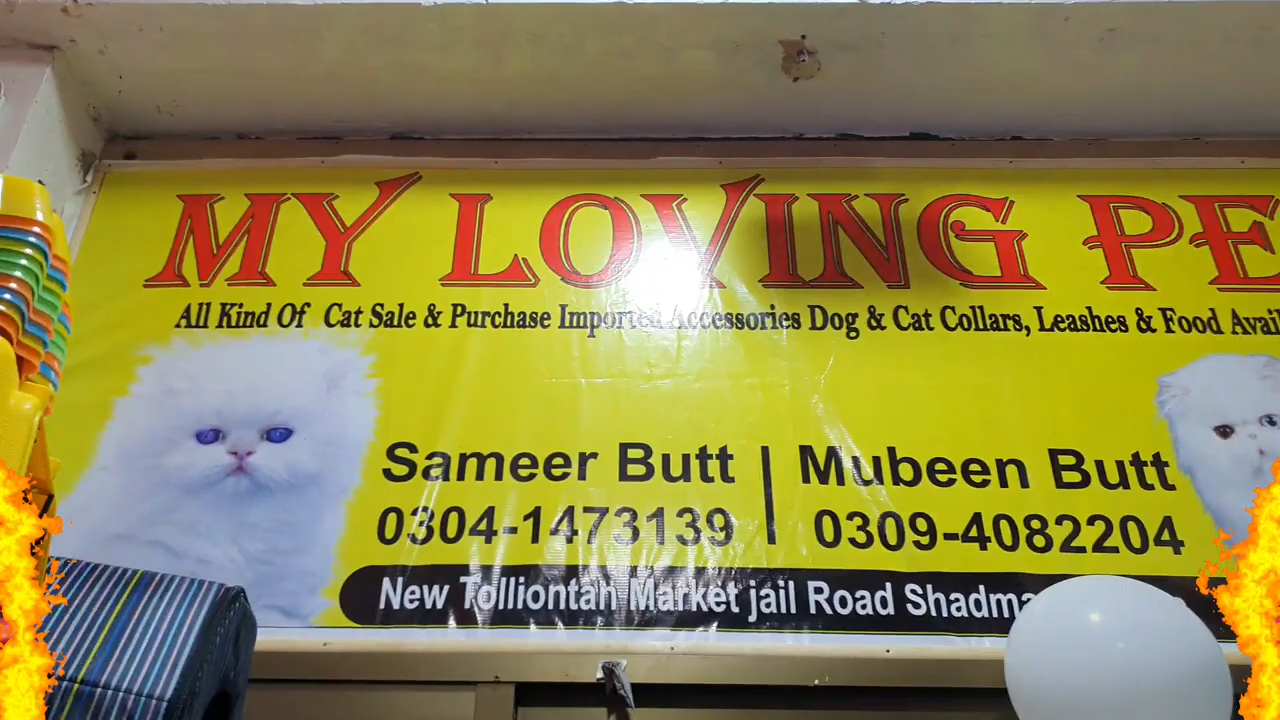 MY LOVING PE
All Kind Of Cat Sale & Purchase Imported Accessories Dog & Cat Collars, Leashes & Food Avail
Sameer Butt | Mubeen Butt
0304-1473139 | 0309-4082204
New Tolliontan Market jail Road Shadma